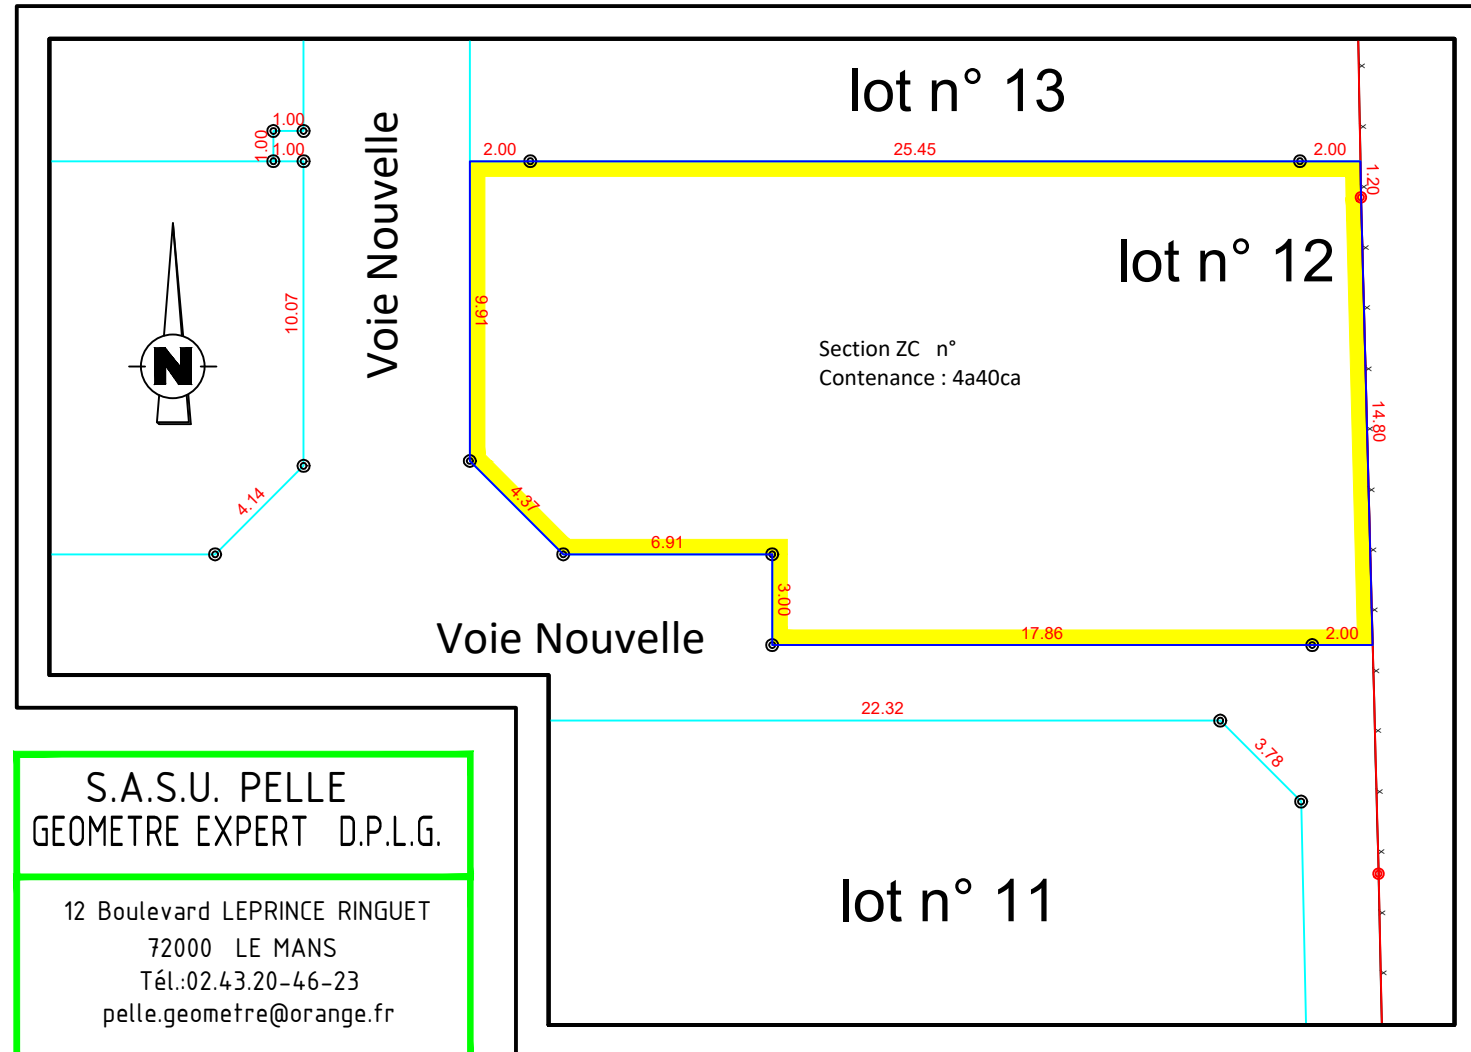 lot n° 13
1.00
1.00
1.00
2.00
25.45
2.00
1.20
Voie Nouvelle
lot n° 12
10.07
9.91
N
Section ZC n°
Contenance : 4a40ca
14.80
4.14
4.37
6.91
3.00
17.86
2.00
Voie Nouvelle
22.32
3.78
lot n° 11
S.A.S.U. PELLE
GEOMETRE EXPERT D.P.L.G.
12 Boulevard LEPRINCE RINGUET
72000 LE MANS
Tél.:02.43.20-46-23
pelle.geometre@orange.fr